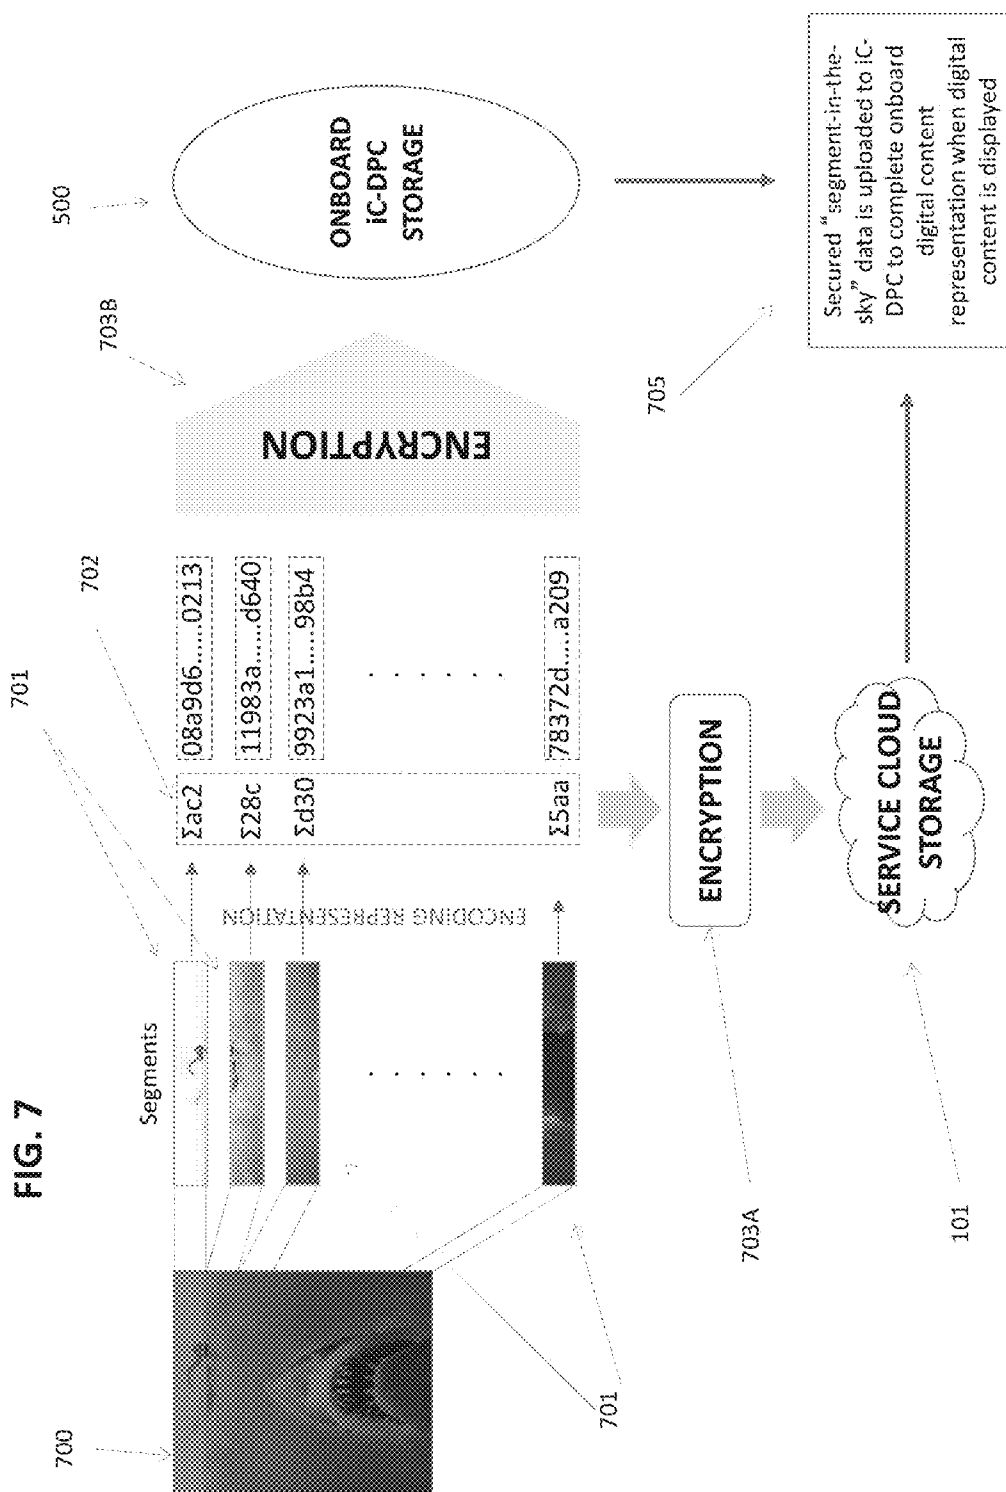 FIG. 7
700
701
Segments
701
ENCODING REPRESENTATION
702
Σac2
08a9d6......0213
Σ28c
11983a.....d640
Σd30
9923a1.....98b4
Σ5aa
78372d.....a209
ENCRYPTION
703B
500
ONBOARD
iC-DPC
STORAGE
703A
ENCRYPTION
101
SERVICE CLOUD
STORAGE
705
Secured "segment-in-the-
sky" data is uploaded to iC-
DPC to complete onboard
digital content
representation when digital
content is displayed